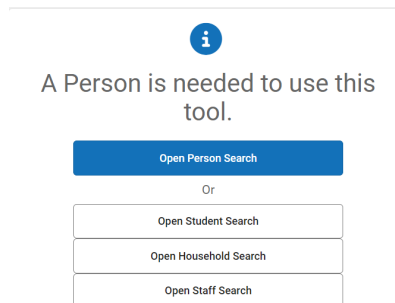 A Person is needed to use this
tool.
Open Person Search
Or
Open Student Search
Open Household Search
Open Staff Search